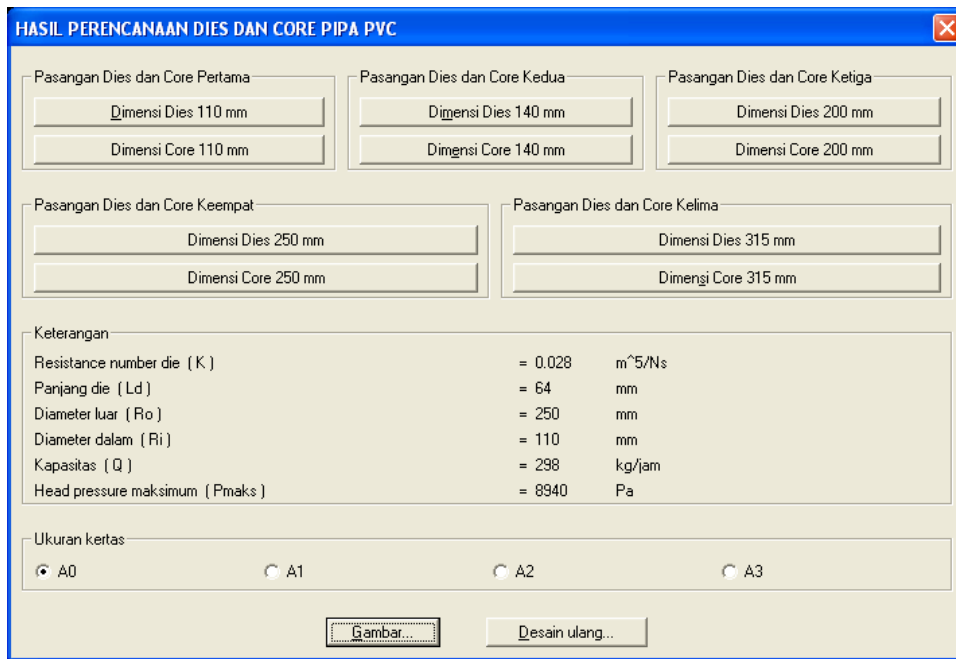 HASIL PERENCANAAN DIES DAN CORE PIPA PVC
Pasangan Dies dan Core Pertama
Dimensi Dies 110 mm
Dimensi Core 110 mm
Pasangan Dies dan Core Kedua
Dimensi Dies 140 mm
Dimensi Core 140 mm
Pasangan Dies dan Core Ketiga
Dimensi Dies 200 mm
Dimensi Core 200 mm
Pasangan Dies dan Core Keempat
Dimensi Dies 250 mm
Dimensi Core 250 mm
Pasangan Dies dan Core Kelima
Dimensi Dies 315 mm
Dimensi Core 315 mm
Keterangan
Resistance number die ( K ) = 0.028 m^5/Ns
Panjang die ( Ld ) = 64 mm
Diameter luar ( Ro ) = 250 mm
Diameter dalam ( Ri ) = 110 mm
Kapasitas ( Q ) = 298 kg/jam
Head pressure maksimum ( Pmaks ) = 8940 Pa
Ukuran kertas
A0 A1 A2 A3
Gambar... Desain ulang...